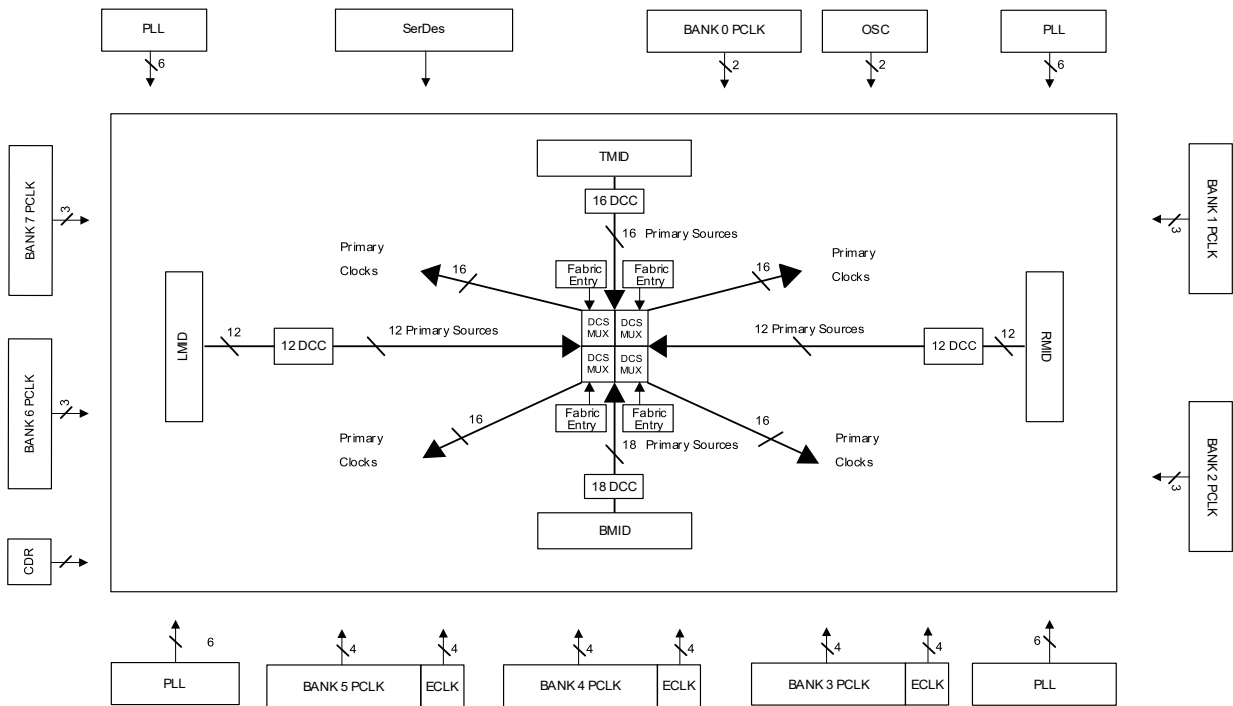 PLL
SerDes
BANK 0 PCLK
OSC
PLL
6
2
2
6
BANK 7 PCLK
3
BANK 1 PCLK
3
TMID
16 DCC
16 Primary Sources
Primary
Clocks
16
Fabric
Entry
Fabric
Entry
16
Primary
Clocks
LMID
12
12 DCC
12 Primary Sources
DCS
MUX
DCS
MUX
DCS
MUX
DCS
MUX
12 Primary Sources
12 DCC
12
RMID
BANK 6 PCLK
3
BANK 2 PCLK
3
Primary
Clocks
16
Fabric
Entry
Fabric
Entry
16
Primary
Clocks
18 Primary Sources
18 DCC
BMID
CDR
6
4
4
4
4
4
4
6
PLL
BANK 5 PCLK
ECLK
BANK 4 PCLK
ECLK
BANK 3 PCLK
ECLK
PLL